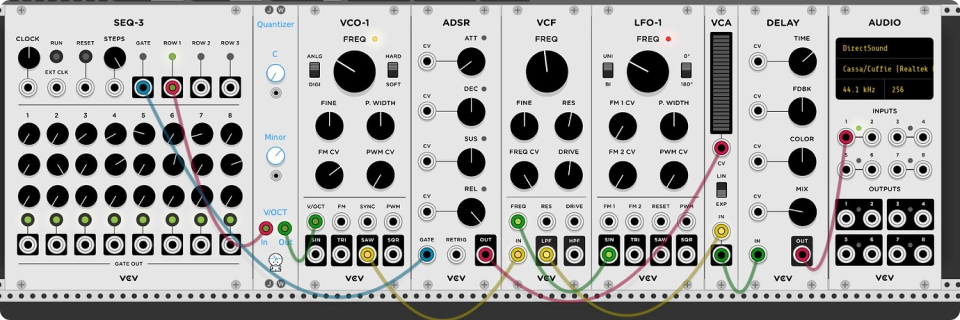 SEQ-3
CLOCK RUN RESET STEPS GATE ROW 1 ROW 2 ROW 3
EXT CLK
1 2 3 4 5 6 7 8
GATE OUT
VCV
J W
Quantizer
C
Minor
V/OCT
In Out
J W
VCO-1
FREQ
ANLG HARD
DIGI SOFT
FINE P. WIDTH
FM CV PWM CV
V/OCT FM SYNC PWM
SIN TRI SAW SQR
VCV
ADSR
ATT
CV
DEC
CV
SUS
CV
REL
CV
GATE RETRIG OUT
VCV
VCF
FREQ
FINE RES
FREQ CV DRIVE
FREQ RES DRIVE
IN LPF HPF
VCV
LFO-1
FREQ
UNI 0°
BI 180°
FM 1 CV P. WIDTH
FM 2 CV PWM CV
FM 1 FM 2 RESET PWM
SIN TRI SAW SQR
VCV
VCA
CV
LIN
EXP
IN
DELAY
TIME
CV
FDBK
CV
COLOR
CV
MIX
CV
IN OUT
VCV
AUDIO
DirectSound
Cassa/Cuffie (Realtek
44.1 kHz 256
INPUTS
1 2 3 4
5 6 7 8
OUTPUTS
1 2 3 4
5 6 7 8
VCV